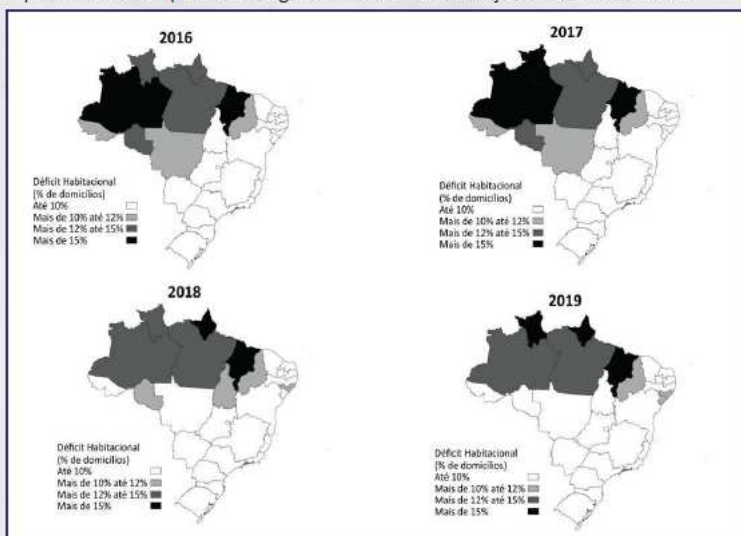 2016
Déficit Habitacional
(% de domicílios)
Até 10%
Mais de 10% até 12%
Mais de 12% até 15%
Mais de 15%
2017
Déficit Habitacional
(% de domicílios)
Até 10%
Mais de 10% até 12%
Mais de 12% até 15%
Mais de 15%
2018
Déficit Habitacional
(% de domicílios)
Até 10%
Mais de 10% até 12%
Mais de 12% até 15%
Mais de 15%
2019
Déficit Habitacional
(% de domicílios)
Até 10%
Mais de 10% até 12%
Mais de 12% até 15%
Mais de 15%